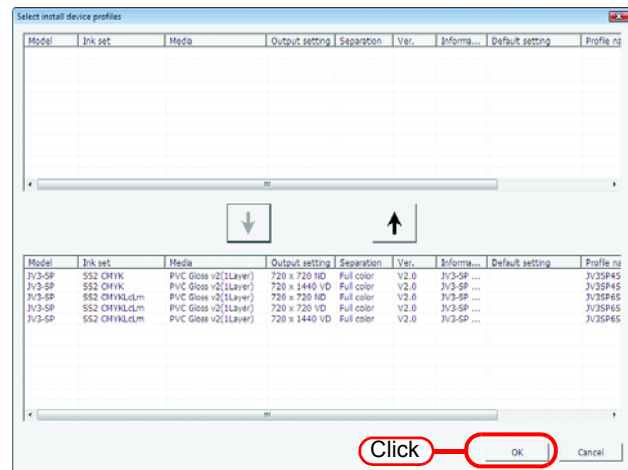 Select install device profiles
Model Ink set Media Output setting Separation Ver. Informa... Default setting Profile na
Model Ink set Media Output setting Separation Ver. Informa... Default setting Profile na
JV3-SP SS2 CMYK PVC Gloss v2(1Layer) 720 x 720 ND Full color V2.0 JV3-SP ... JV3SP4S
JV3-SP SS2 CMYK PVC Gloss v2(1Layer) 720 x 1440 VD Full color V2.0 JV3-SP ... JV3SP4S
JV3-SP SS2 CMYKLcLm PVC Gloss v2(1Layer) 720 x 720 ND Full color V2.0 JV3-SP ... JV3SP6S
JV3-SP SS2 CMYKLcLm PVC Gloss v2(1Layer) 720 x 720 VD Full color V2.0 JV3-SP ... JV3SP6S
JV3-SP SS2 CMYKLcLm PVC Gloss v2(1Layer) 720 x 1440 VD Full color V2.0 JV3-SP ... JV3SP6S
Click OK Cancel